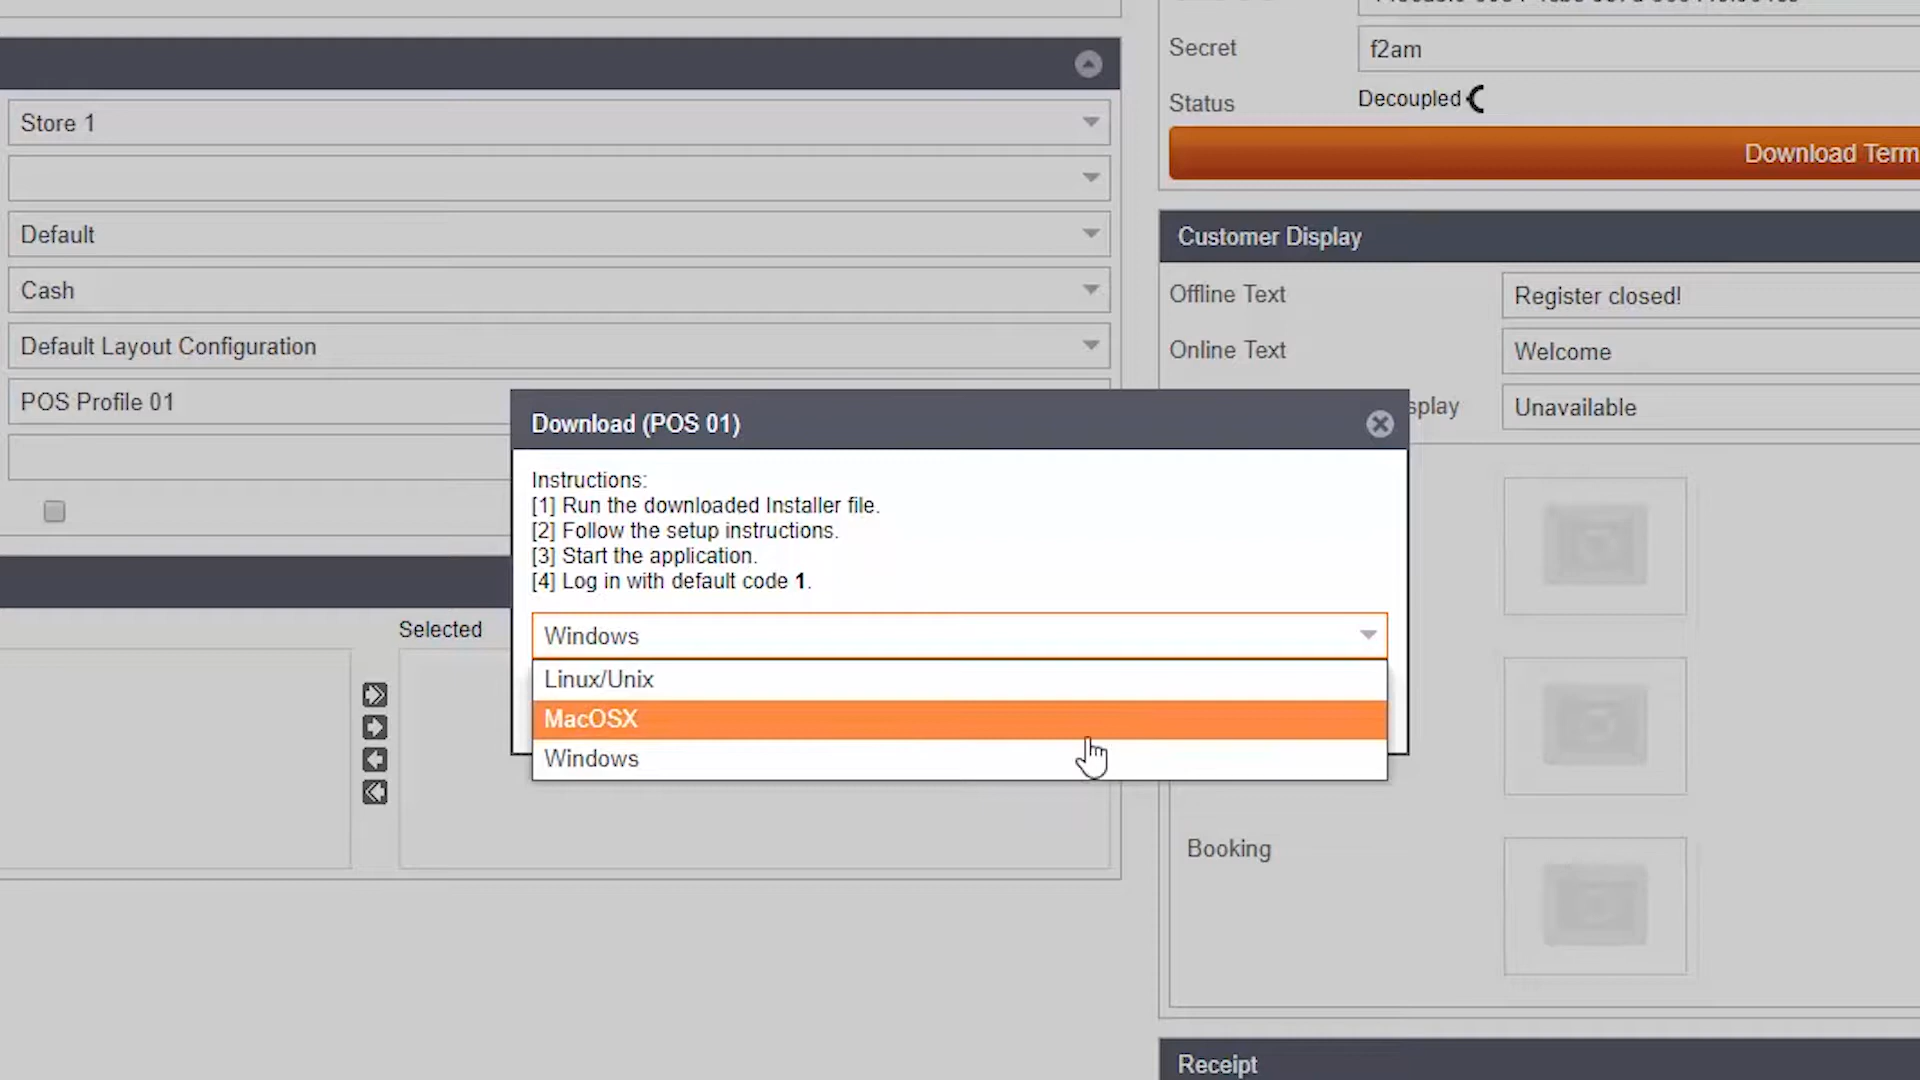 Secret
f2am
Store 1
Status
Decoupled
Download Term
Default
Customer Display
Cash
Offline Text
Register closed!
Default Layout Configuration
Online Text
Welcome
POS Profile 01
splay
Unavailable
Download (POS 01)
Instructions:
[1] Run the downloaded Installer file.
[2] Follow the setup instructions.
[3] Start the application.
[4] Log in with default code 1.
Selected
Windows
Linux/Unix
MacOSX
Windows
Booking
Receipt